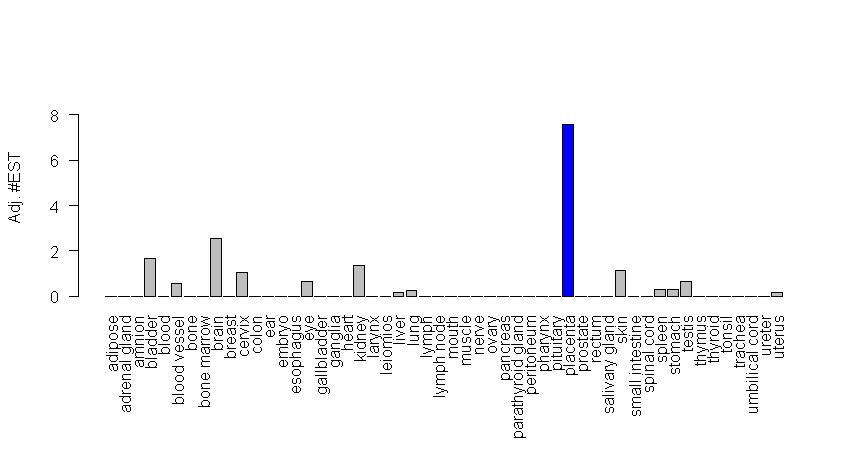 Adj. #EST
8
6
4
2
0
adipose
adrenal gland
amnion
bladder
blood
blood vessel
bone
bone marrow
brain
breast
cervix
colon
ear
embryo
esophagus
eye
gallbladder
ganglia
heart
kidney
larynx
leiomios
liver
lung
lymph
lymph node
mouth
muscle
nerve
ovary
pancreas
parathyroid gland
peritoneum
pharynx
pituitary
placenta
prostate
rectum
salivary gland
skin
small intestine
spinal cord
spleen
stomach
testis
thymus
thyroid
tonsil
trachea
umbilical cord
ureter
uterus